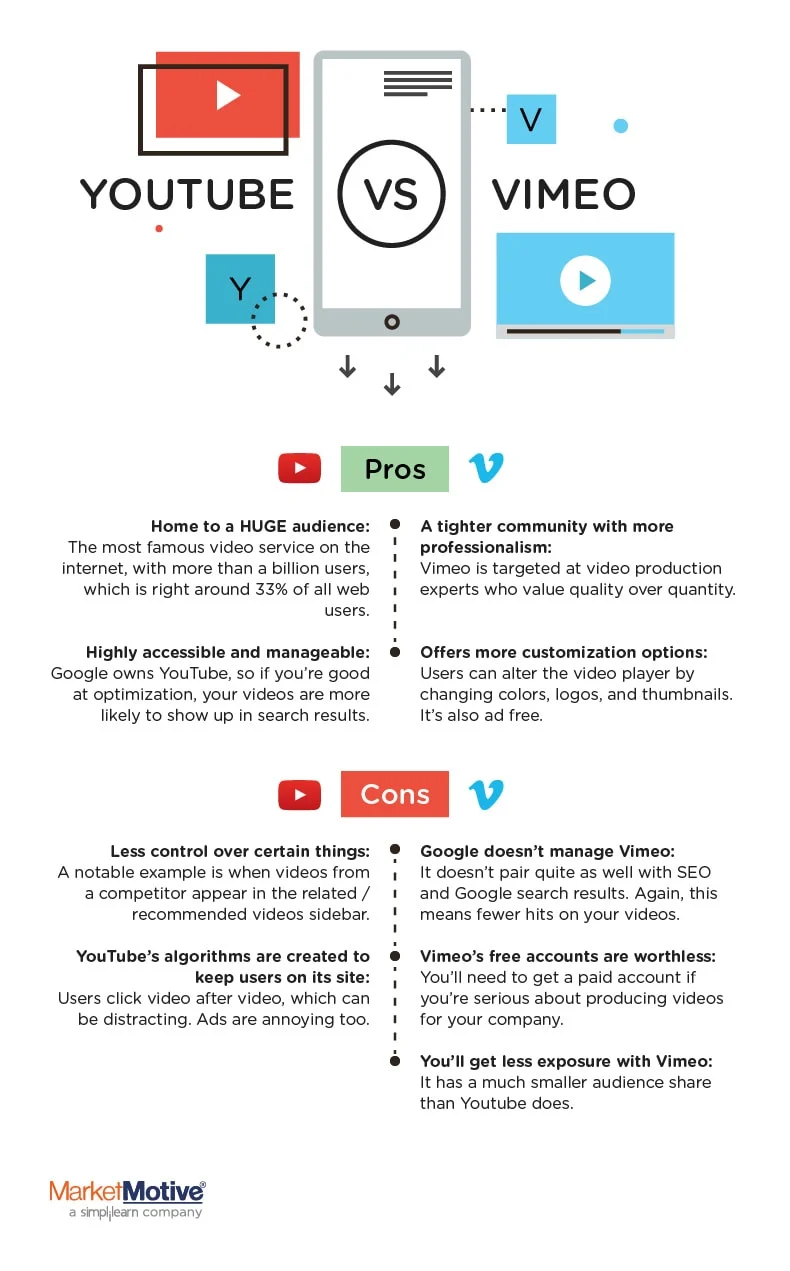 V
YOUTUBE
VS
VIMEO
Y
Pros
Home to a HUGE audience:
The most famous video service on the
internet, with more than a billion users,
which is right around 33% of all web
users.
A tighter community with more
professionalism:
Vimeo is targeted at video production
experts who value quality over quantity.
Highly accessible and manageable:
Google owns YouTube, so if you’re good
at optimization, your videos are more
likely to show up in search results.
Offers more customization options:
Users can alter the video player by
changing colors, logos, and thumbnails.
It’s also ad free.
Cons
Less control over certain things:
A notable example is when videos from
a competitor appear in the related /
recommended videos sidebar.
Google doesn’t manage Vimeo:
It doesn’t pair quite as well with SEO
and Google search results. Again, this
means fewer hits on your videos.
YouTube’s algorithms are created to
keep users on its site:
Users click video after video, which can
be distracting. Ads are annoying too.
Vimeo’s free accounts are worthless:
You’ll need to get a paid account if
you’re serious about producing videos
for your company.
You’ll get less exposure with Vimeo:
It has a much smaller audience share
than Youtube does.
MarketMotive®
a simplilearn company